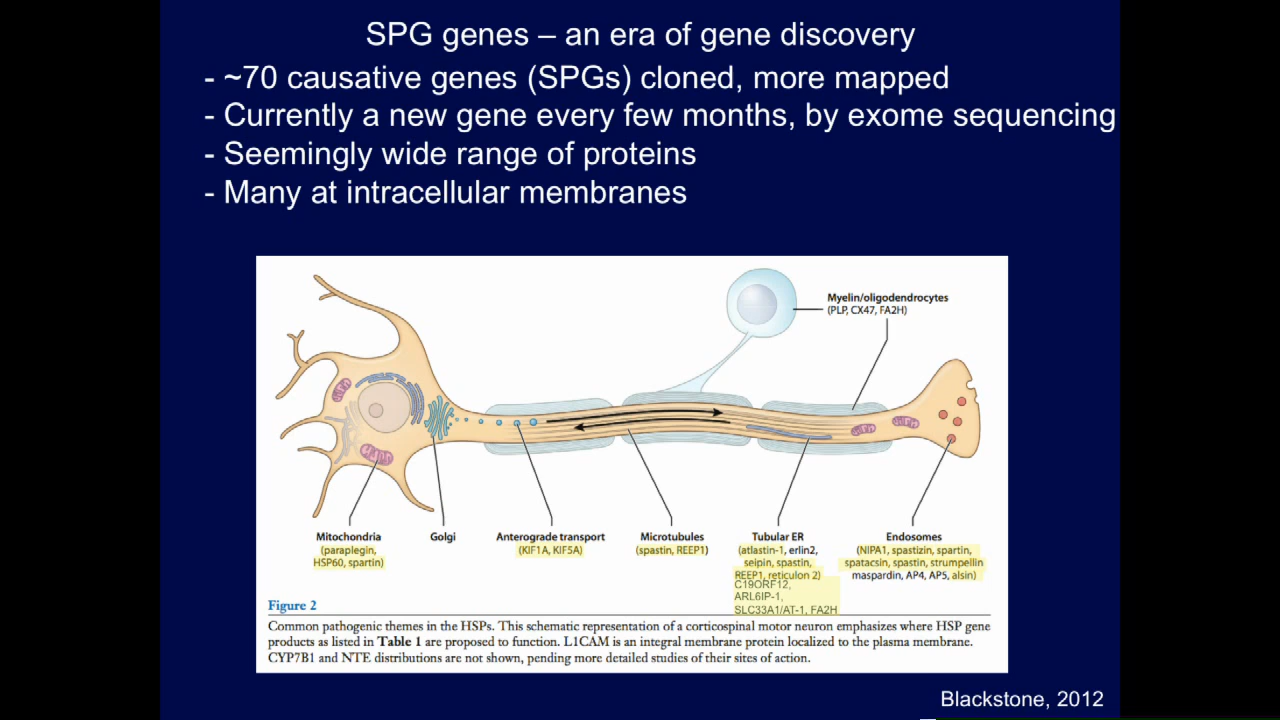 SPG genes – an era of gene discovery
- ~70 causative genes (SPGs) cloned, more mapped
- Currently a new gene every few months, by exome sequencing
- Seemingly wide range of proteins
- Many at intracellular membranes
Myelin/oligodendrocytes
(PLP, CX47, FA2H)
Mitochondria
(paraplegin,
HSP60, spartin)
Golgi
Anterograde transport
(KIF1A, KIF5A)
Microtubules
(spastin, REEP1)
Tubular ER
(atlastin-1, erlin2,
seipin, spastin,
REEP1, reticulon 2)
C19ORF12,
ARL6IP-1,
SLC33A1/AT-1, FA2H
Endosomes
(NIPA1, spastizin, spartin,
spatacsin, spastin, strumpellin
maspardin, AP4, AP5, alsin)
Figure 2
Common pathogenic themes in the HSPs. This schematic representation of a corticospinal motor neuron emphasizes where HSP gene
products as listed in Table 1 are proposed to function. L1CAM is an integral membrane protein localized to the plasma membrane.
CYP7B1 and NTE distributions are not shown, pending more detailed studies of their sites of action.
Blackstone, 2012